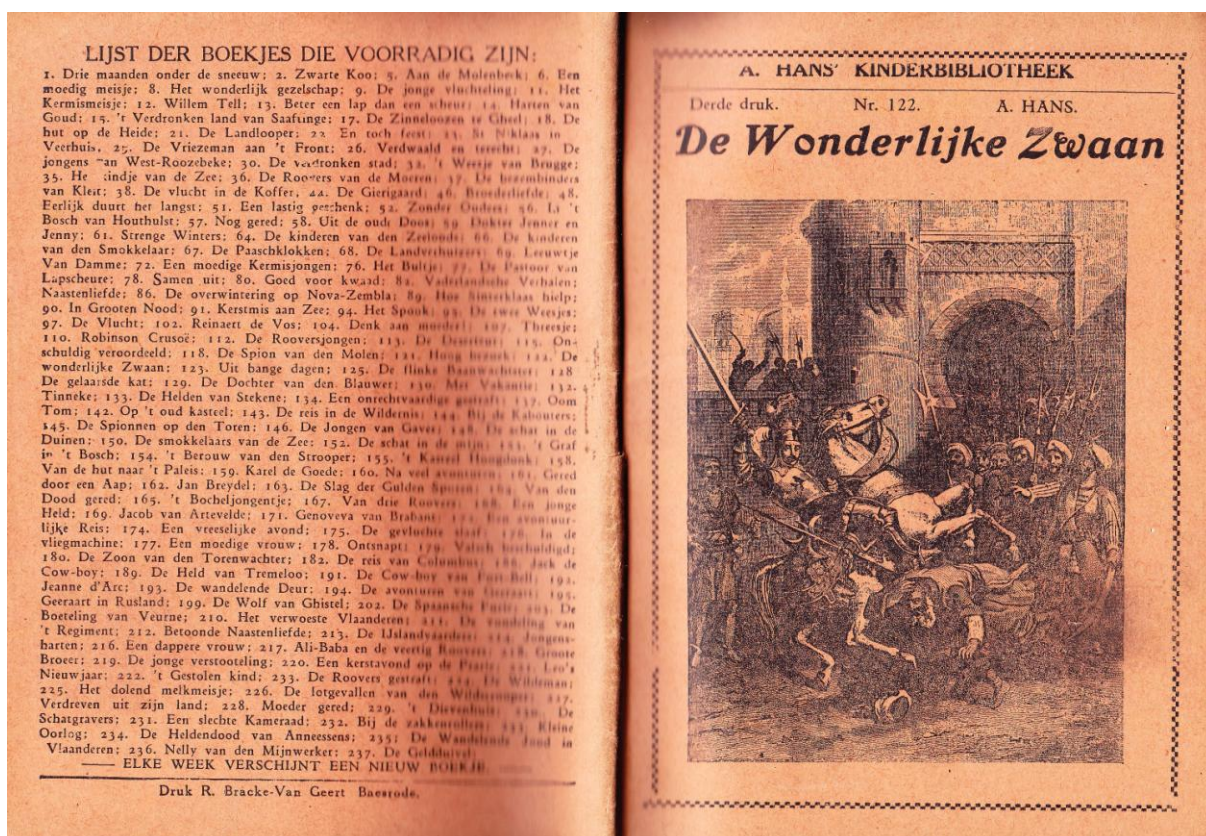 LIJST DER BOEKJES DIE VOORRADIG ZIJN:
1. Drie maanden onder de sneeuw; 2. Zwarte Koo; 5. Aan de Molenbeek; 6. Een
moedig meisje; 8. Het wonderlijk gezelschap; 9. De jonge vluchteling; 11. Het
Kermismeisje; 12. Willem Tell; 13. Beter een lap dan een scheur; 14. Harten van
Goud; 15. 't Verdronken land van Saaftinge; 17. De Zinneloozen te Gheel; 18. De
hut op de Heide; 21. De Landlooper; 22 En toch feest; St Niklaas in
Veerhuis, 25. De Vriezeman aan 't Front; 26. Verdwaald en terecht; 27. De
jongens van West-Roozebeke; 30. De verdronken stad; 32. 't Weesje van Brugge;
35. He kindje van de Zee; 36. De Roovers van de Moeren; 37. De bezembinders
van Kleit; 38. De vlucht in de Koffer, De Gierigaard; 46. Broederliefde; 48.
Eerlijk duurt het langst; 51. Een lastig geschenk; 52. Zonder Ouders; 56. In 't
Bosch van Houthulst; 57. Nog gered; 58. Uit de oude Doos; 59 Dokter Jenner en
Jenny; 61. Strenge Winters; 64. De kinderen van den 66. De kinderen
van den Smokkelaar; 67. De Paaschklokken; 68. De Landverhuizers; 69. Leeuwtje
Van Damme; 72. Een moedige Kermisjongen; 76. Het Bultje; 77. De Pastoor van
Lapscheure; 78. Samen uit; 80. Goed voor kwaad; 82. Vaderlandsche Verhalen;
Naastenliefde; 86. De overwintering op Nova-Zembla; 89. Hoe Sinterklaas hielp;
90. In Grooten Nood; 91. Kerstmis aan Zee; 94. Het Spook; 95. De twee Weesjes;
97. De Vlucht; 102. Reinaert de Vos; 104. Denk aan moeder! 107. Threesje;
110. Robinson Crusoë; 112. De Rooversjongen; 113. De Deserteur; 115. On-
schuldig veroordeeld; 118. De Spion van den Molen; 121. Hoog bezoek; 122. De
wonderlijke Zwaan; 123. Uit bange dagen; 125. De flinke Baanwachter; 128
De gelaarsde kat; 129. De Dochter van den Blauwer; 130. Met Vakantie; 132.
Tinneke; 133. De Helden van Stekene; 134. Een onrechtvaardige gestraft; 137. Oom
Tom; 142. Op 't oud kasteel; 143. De reis in de Wildernis; 144. Bij de Kabouters;
145. De Spionnen op den Toren; 146. De Jongen van Gaver; 148. De schat in de
Duinen; 150. De smokkelaars van de Zee; 152. De schat in de mijn; 153. 't Graf
in 't Bosch; 154. 't Berouw van den Strooper; 155. 't Kasteel Hoogdonk; 158.
Van de hut naar 't Paleis; 159. Karel de Goede; 160. Na veel avonturen; 161. Gered
door een Aap; 162. Jan Breydel; 163. De Slag der Gulden Sporen; 164. Van den
Dood gered; 165. 't Bocheljongentje; 167. Van drie Roovers; 168. Een jonge
Held; 169. Jacob van Artevelde; 171. Genoveva van Brabant; Een avontuur-
lijke Reis; 174. Een vreeselijke avond; 175. De gevluchte slaaf; 176. In de
vliegmachine; 177. Een moedige vrouw; 178. Ontsnapt; 179. Valsch beschuldigd;
180. De Zoon van den Torenwachter; 182. De reis van Columbus; Jack de
Cow-boy; 189. De Held van Tremeloo; 191. De Cow-boy van 192.
Jeanne d'Arc; 193. De wandelende Deur; 194. De avonturen van Geeraart; 195.
Geeraart in Rusland; 199. De Wolf van Ghistel; 202. De Spaansche 203. De
Boeteling van Veurne; 210. Het verwoeste Vlaanderen; 211. De vondeling van
't Regiment; 212. Betoonde Naastenliefde; 213. De IJslandvaarders; Jongens-
harten; 216. Een dappere vrouw; 217. Ali-Baba en de veertig Roovers; 218. Groote
Broeer; 219. De jonge verstooteling; 220. Een kerstavond op de 221. Leo's
Nieuwjaar; 222. 't Gestolen kind; 233. De Roovers gestraft; 224. De Wildeman;
225. Het dolend melkmeisje; 226. De lotgevallen van den 227.
Verdreven uit zijn land; 228. Moeder gered; 229. 't Dievenhuis; 230. De
Schatgravers; 231. Een slechte Kameraad; 232. Bij de zakkenrollers; 233. Kleine
Oorlog; 234. De Heldendood van Anneessens; 235; De Wandelende Jood in
Vlaanderen; 236. Nelly van den Mijnwerker; 237. De Geldduivel;
ELKE WEEK VERSCHIJNT EEN NIEUW BOEKJE.
Druk R. Bracke-Van Geert Baesrode.
A. HANS' KINDERBIBLIOTHEEK
Derde druk. Nr. 122. A. HANS.
De Wonderlijke Zwaan